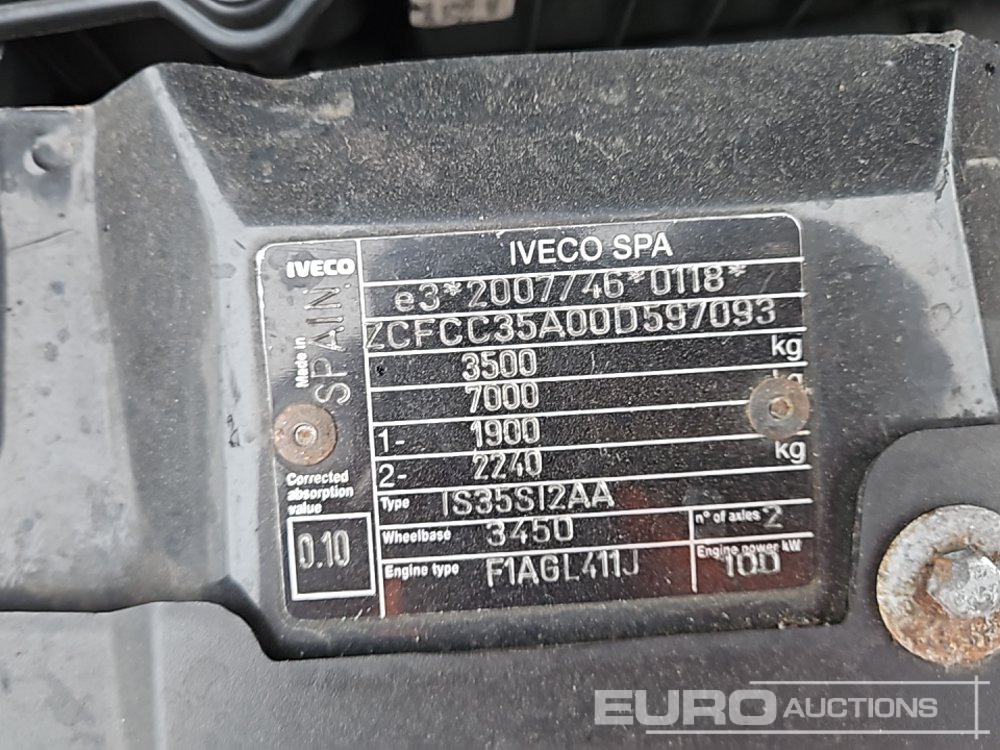 IVECO
Made in SPAIN
IVECO SPA
e3*2007/46*0118*
ZCFCC35A00D597093
3500 kg
7000 kg
1- 1900
2- 2240 kg
Corrected
absorption
value
0.10
Type IS35SI2AA
Wheelbase 3450 n° of axles 2
Engine type F1AGL411J Engine power kW 100
EURO AUCTIONS